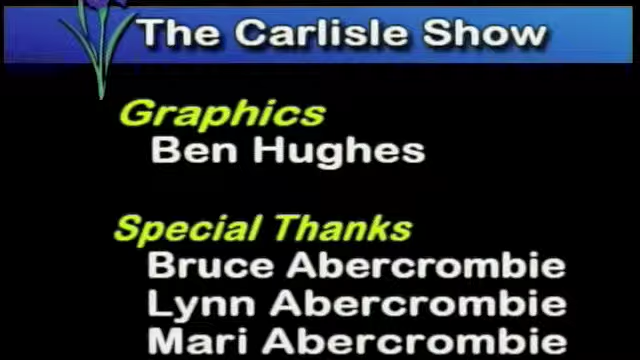 The Carlisle Show
Graphics
Ben Hughes
Special Thanks
Bruce Abercrombie
Lynn Abercrombie
Mari Abercrombie